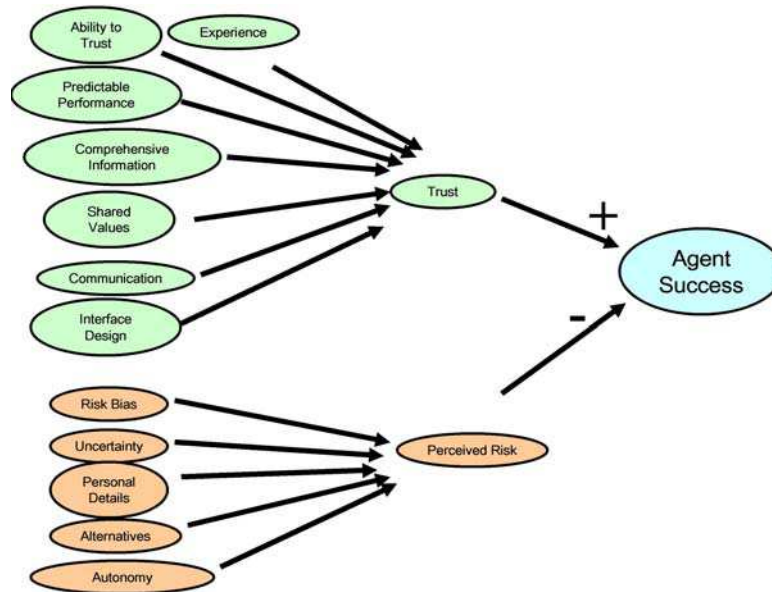 Ability to
Trust
Experience
Predictable
Performance
Comprehensive
Information
Shared
Values
Communication
Interface
Design
Trust
+
Agent
Success
-
Risk Bias
Uncertainty
Personal
Details
Alternatives
Autonomy
Perceived Risk